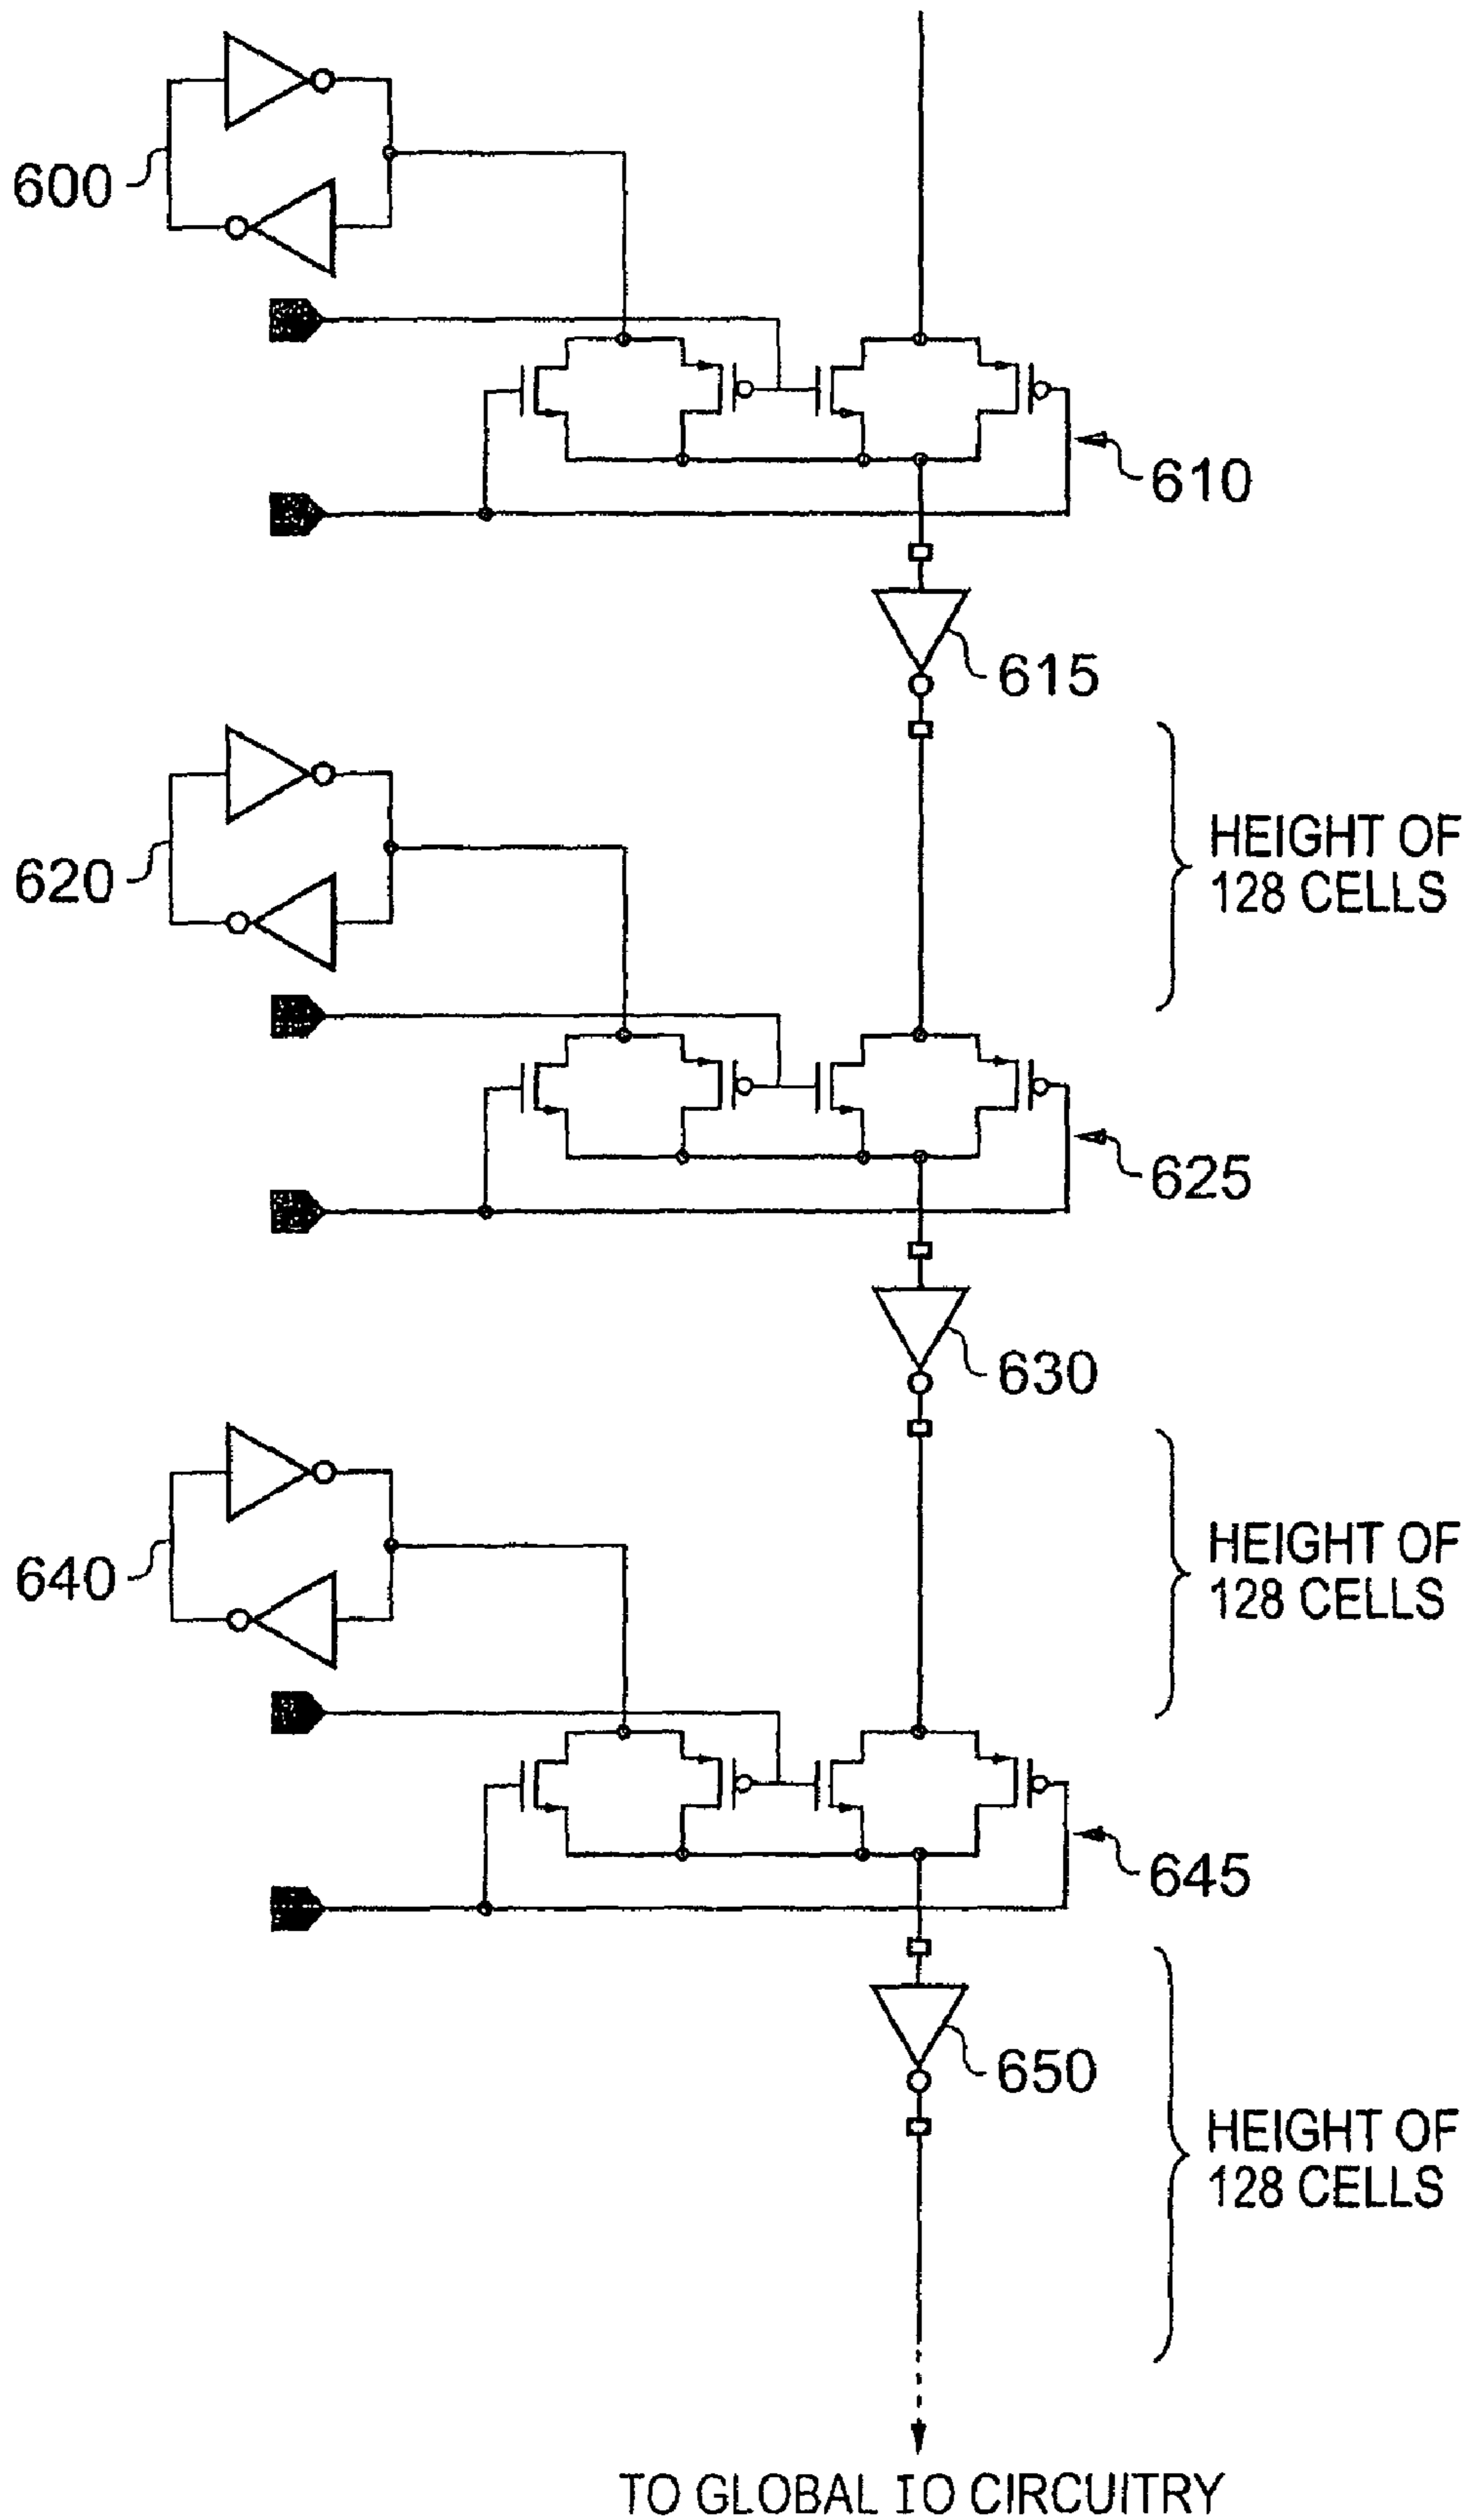 600
610
615
620
HEIGHT OF
128 CELLS
625
630
640
HEIGHT OF
128 CELLS
645
650
HEIGHT OF
128 CELLS
TO GLOBAL IO CIRCUITRY